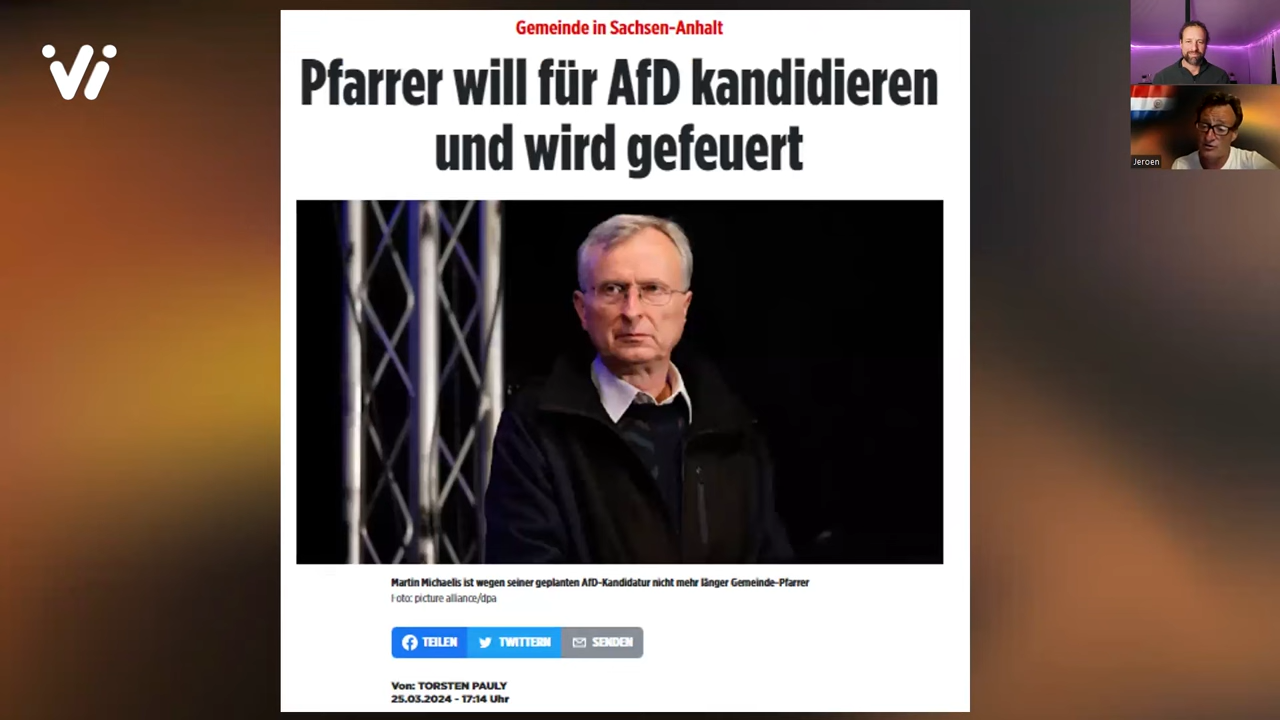 Gemeinde in Sachsen-Anhalt
Pfarrer will für AfD kandidieren
und wird gefeuert
Jeroen
Martin Michaelis ist wegen seiner geplanten AfD-Kandidatur nicht mehr länger Gemeinde-Pfarrer
Foto: picture alliance/dpa
TEILEN
TWITTERN
SENDEN
Von: TORSTEN PAULY
25.03.2024 - 17:14 Uhr